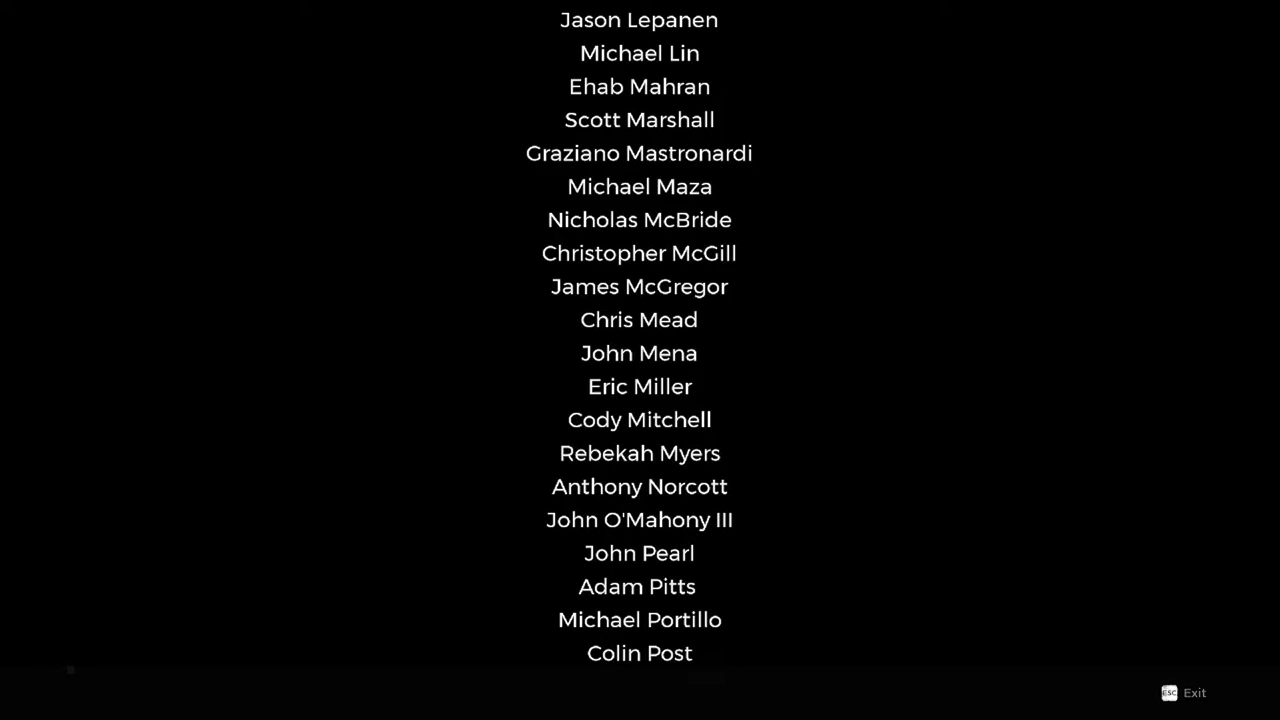 Jason Lepanen
Michael Lin
Ehab Mahran
Scott Marshall
Graziano Mastronardi
Michael Maza
Nicholas McBride
Christopher McGill
James McGregor
Chris Mead
John Mena
Eric Miller
Cody Mitchell
Rebekah Myers
Anthony Norcott
John O'Mahony III
John Pearl
Adam Pitts
Michael Portillo
Colin Post
ESC Exit